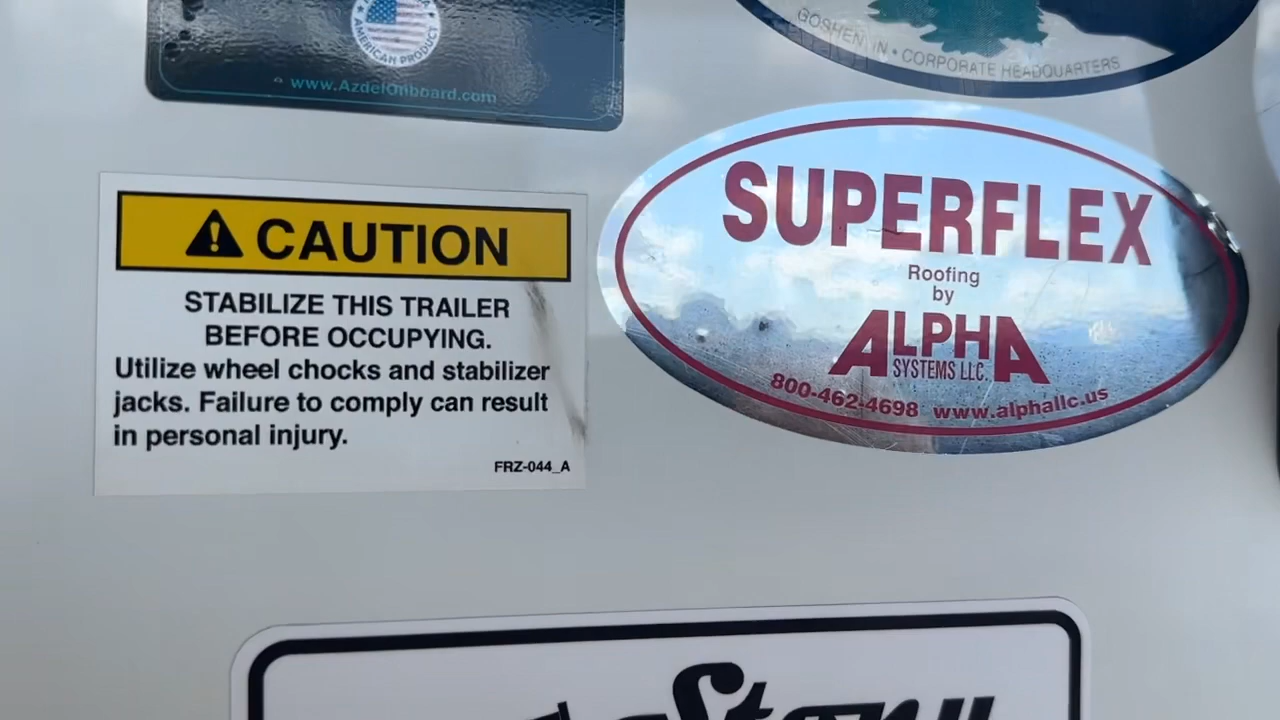 AMERICAN PRODUCT
www.AzdelOnboard.com
GOSHEN, IN • CORPORATE HEADQUARTERS
CAUTION
STABILIZE THIS TRAILER
BEFORE OCCUPYING.
Utilize wheel chocks and stabilizer
jacks. Failure to comply can result
in personal injury.
FRZ-044_A
SUPERFLEX
Roofing
by
ALPHA
SYSTEMS LLC.
800-462-4698 www.alphallc.us